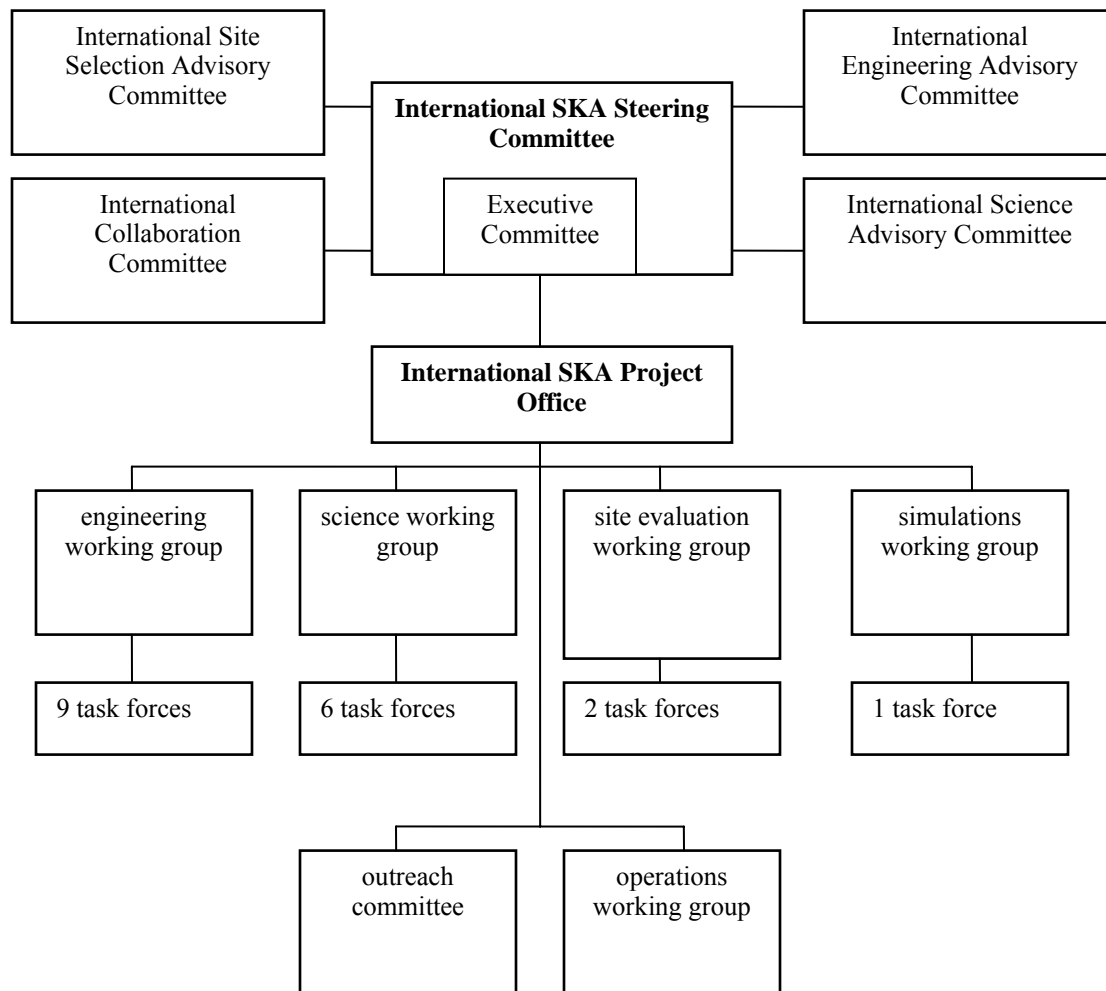 International Site
Selection Advisory
Committee
International
Engineering Advisory
Committee
International SKA Steering
Committee
Executive
Committee
International
Collaboration
Committee
International Science
Advisory Committee
International SKA Project
Office
engineering
working group
science working
group
site evaluation
working group
simulations
working group
9 task forces
6 task forces
2 task forces
1 task force
outreach
committee
operations
working group